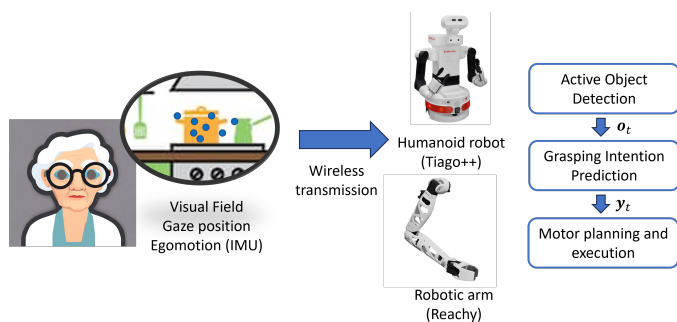 Visual Field
Gaze position
Egomotion (IMU)
Wireless
transmission
Humanoid robot
(Tiago++)
Robotic arm
(Reachy)
Active Object
Detection
o_t
Grasping Intention
Prediction
y_t
Motor planning and
execution